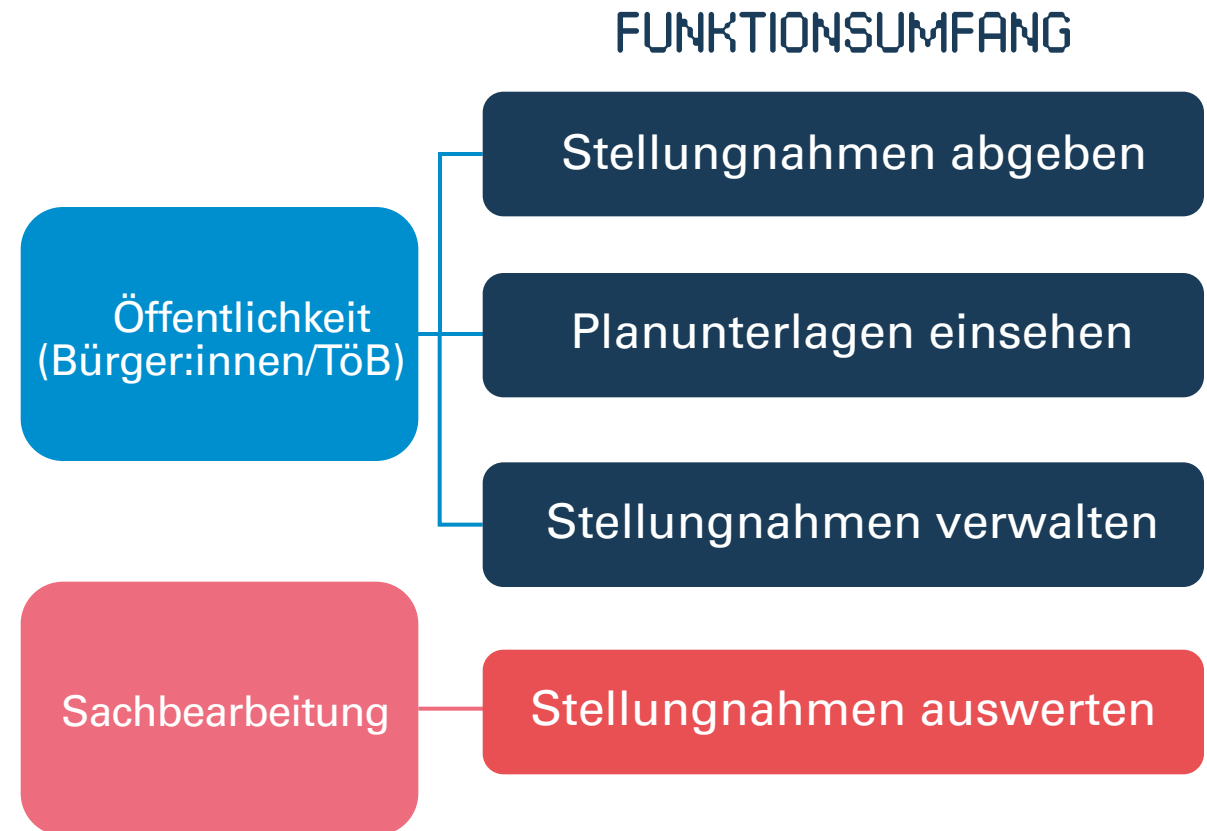 FUNKTIONSUMFANG
Stellungnahmen abgeben
Öffentlichkeit
(Bürger:innen/TöB)
Planunterlagen einsehen
Stellungnahmen verwalten
Sachbearbeitung
Stellungnahmen auswerten